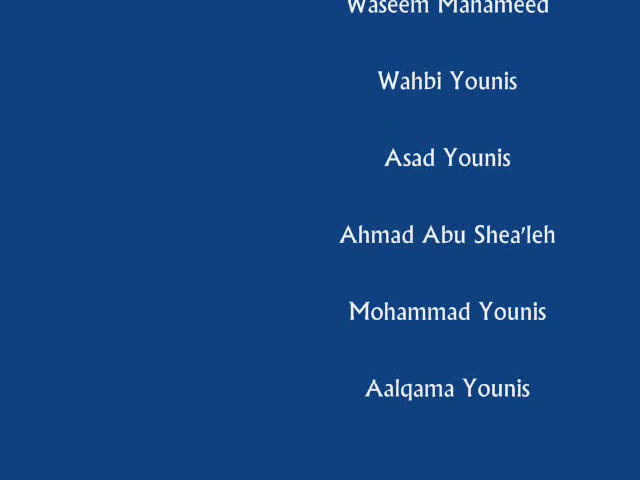 Waseem Mahameed
Wahbi Younis
Asad Younis
Ahmad Abu Shea'leh
Mohammad Younis
Aalqama Younis